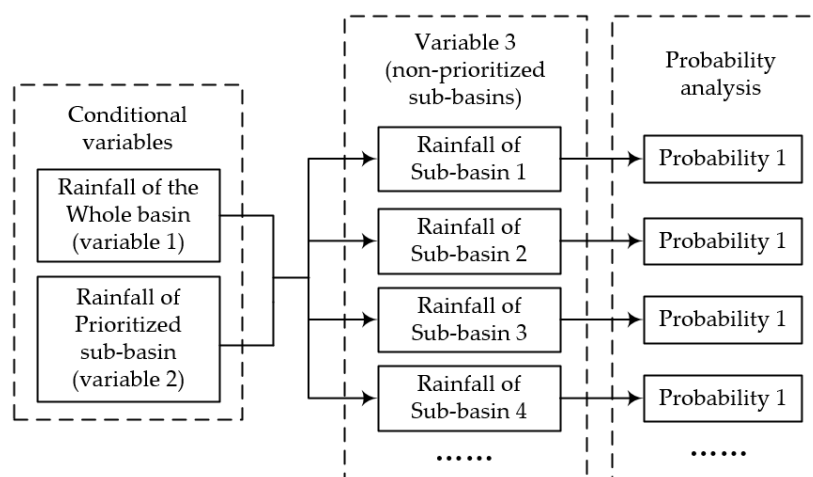 Conditional
variables
Rainfall of the
Whole basin
(variable 1)
Rainfall of
Prioritized
sub-basin
(variable 2)
Variable 3
(non-prioritized
sub-basins)
Rainfall of
Sub-basin 1
Rainfall of
Sub-basin 2
Rainfall of
Sub-basin 3
Rainfall of
Sub-basin 4
……
Probability
analysis
Probability 1
Probability 1
Probability 1
Probability 1
……